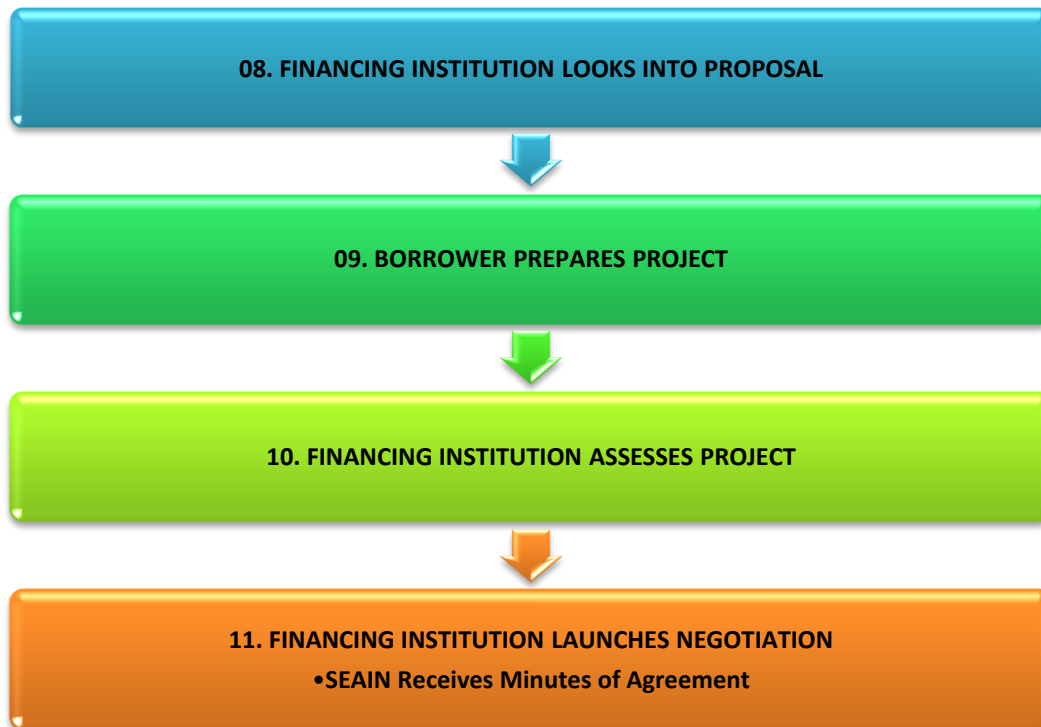 08. FINANCING INSTITUTION LOOKS INTO PROPOSAL
09. BORROWER PREPARES PROJECT
10. FINANCING INSTITUTION ASSESSES PROJECT
11. FINANCING INSTITUTION LAUNCHES NEGOTIATION
•SEAIN Receives Minutes of Agreement